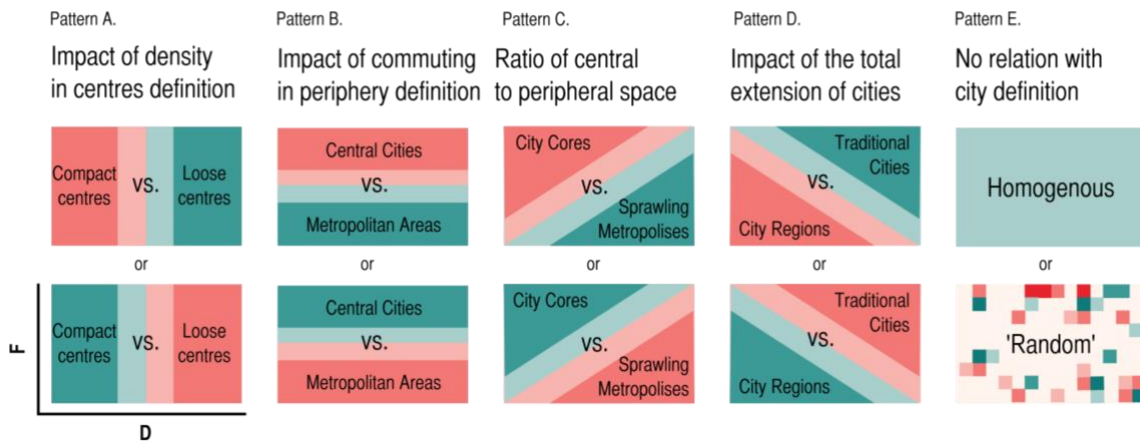 Pattern A.
Impact of density
in centres definition
Compact
centres
vs.
Loose
centres
or
Compact
centres
vs.
Loose
centres
F
D
Pattern B.
Impact of commuting
in periphery definition
Central Cities
vs.
Metropolitan Areas
or
Central Cities
vs.
Metropolitan Areas
Pattern C.
Ratio of central
to peripheral space
City Cores
vs.
Sprawling
Metropolises
or
City Cores
vs.
Sprawling
Metropolises
Pattern D.
Impact of the total
extension of cities
Traditional
Cities
vs.
City Regions
or
Traditional
Cities
vs.
City Regions
Pattern E.
No relation with
city definition
Homogenous
or
'Random'